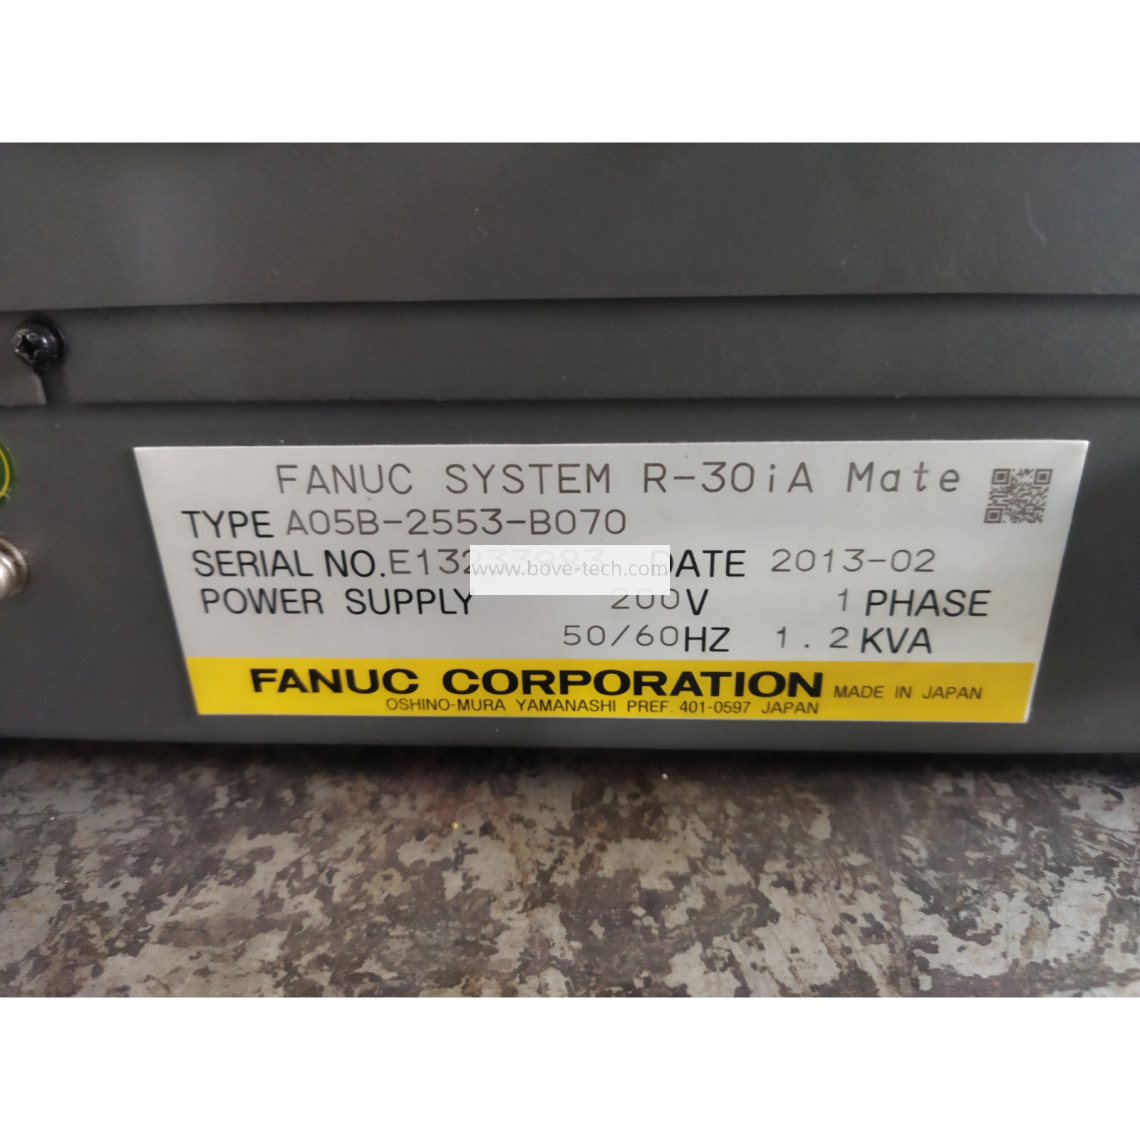 FANUC SYSTEM R-30iA Mate
TYPE A05B-2553-B070
SERIAL NO. DATE 2013-02
www.bove-tech.com
POWER SUPPLY 200V 1 PHASE
50/60HZ 1.2KVA
FANUC CORPORATION MADE IN JAPAN
OSHINO-MURA YAMANASHI PREF. 401-0597 JAPAN